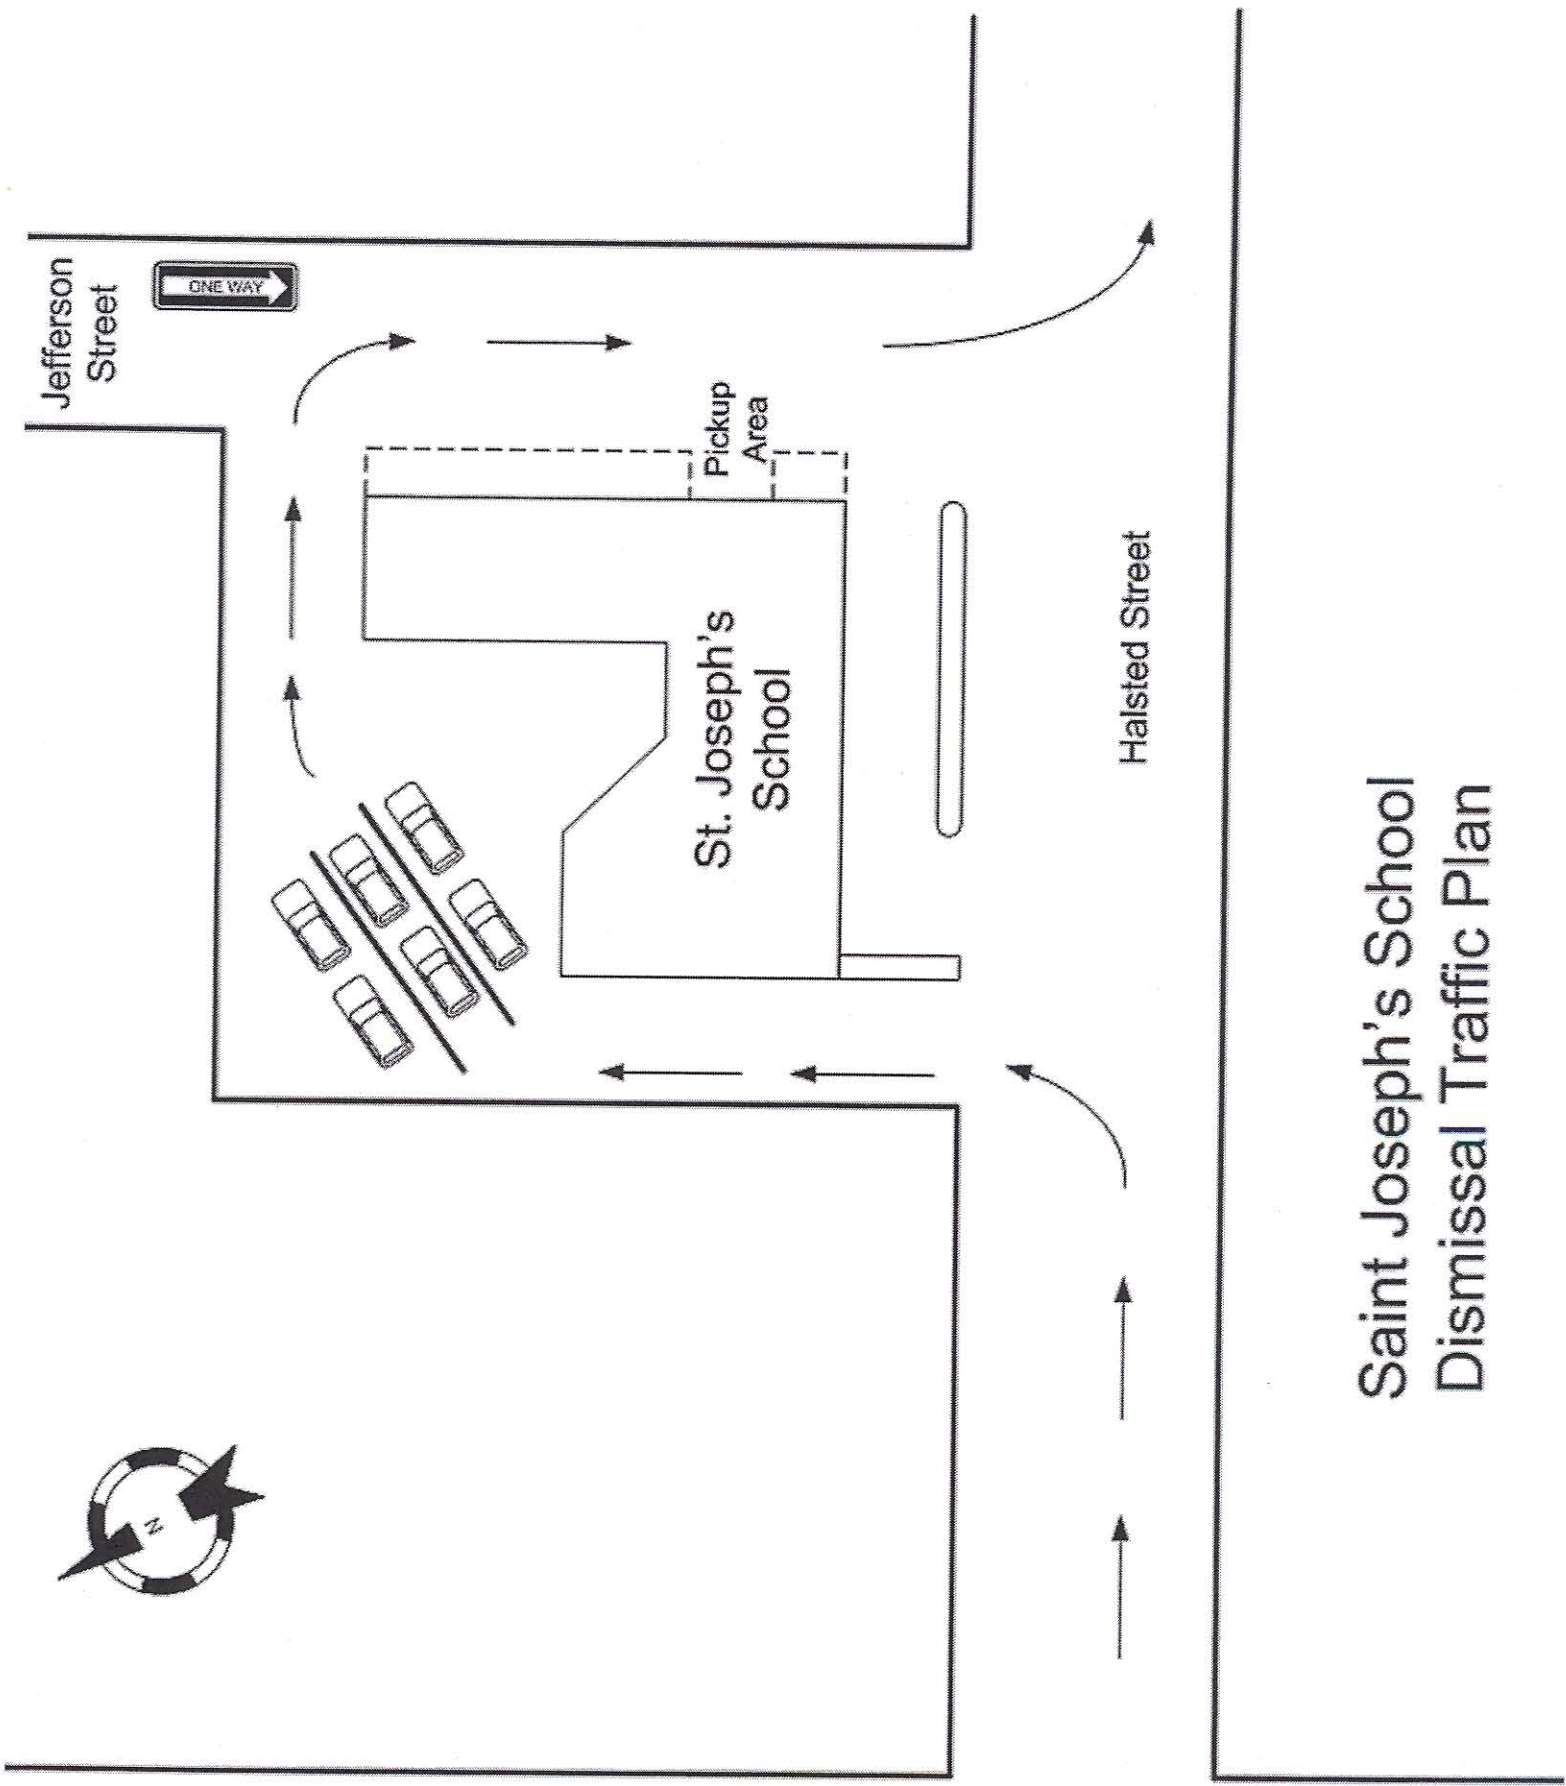 Jefferson
Street
ONE WAY
Pickup
Area
St. Joseph's
School
Halsted Street
N
Saint Joseph's School
Dismissal Traffic Plan